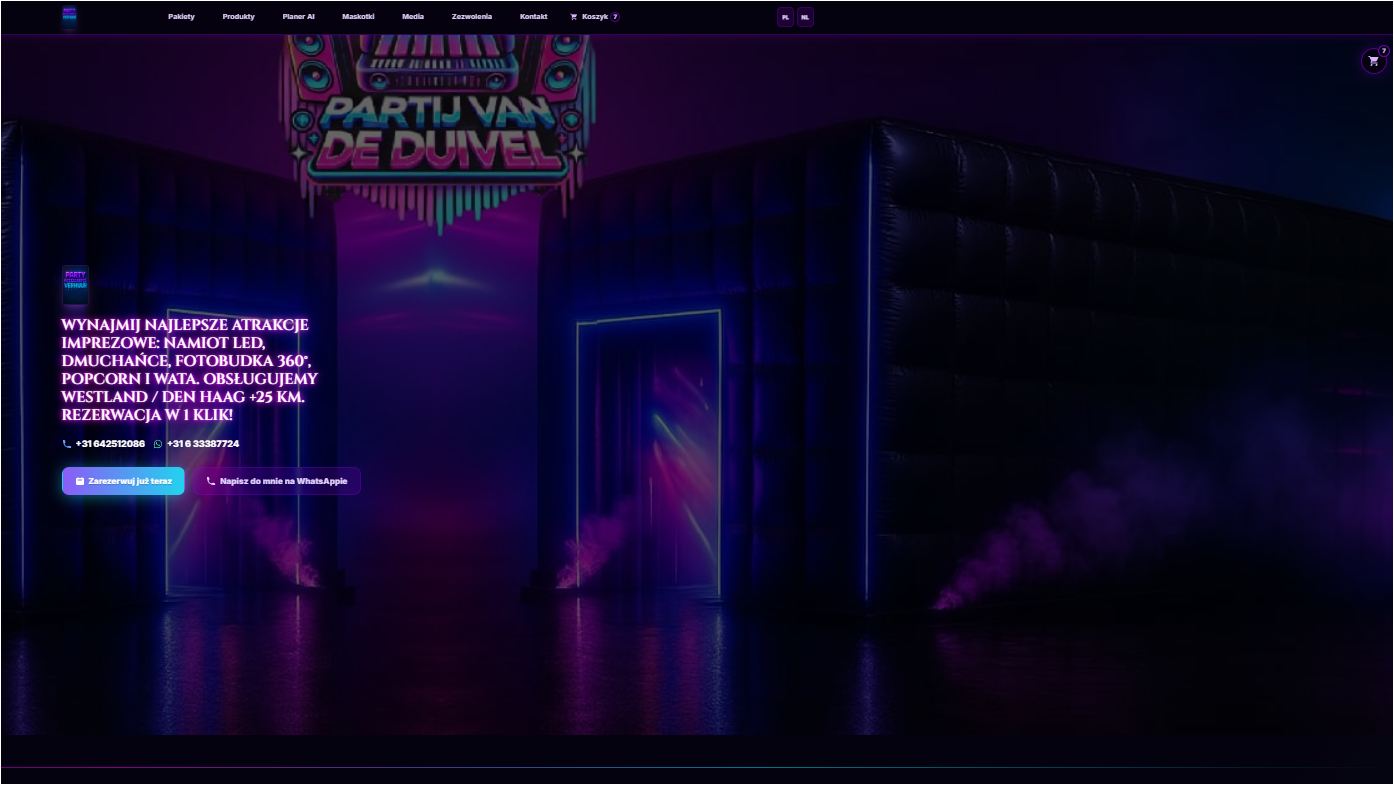 Pakiety
Produkty
Planer AI
Maskotki
Media
Zezwolenia
Kontakt
Koszyk 7
PL
NL
7
PARTIJ VAN
DE DUIVEL
PARTY
VERHUUR
WYNAJMIJ NAJLEPSZE ATRAKCJE
IMPREZOWE: NAMIOT LED,
DMUCHAŃCE, FOTOBUDKA 360°,
POPCORN I WATA. OBSŁUGUJEMY
WESTLAND / DEN HAAG +25 KM.
REZERWACJA W 1 KLIK!
+31 642512086 +31 6 33387724
Zarezerwuj już teraz
Napisz do mnie na WhatsAppie